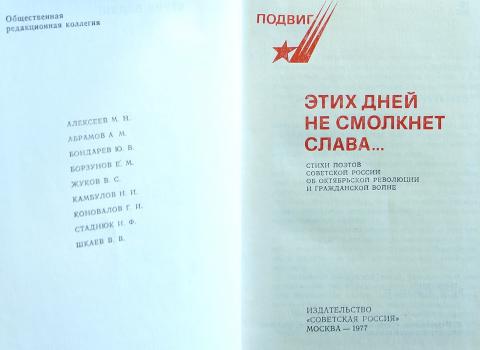 Общественная
редакционная коллегия
АЛЕКСЕЕВ М. Н.
АБРАМОВ А. М.
БОНДАРЕВ Ю. В.
БОРЗУНОВ Е. М.
ЖУКОВ В. С.
КАМБУЛОВ Н. И.
КОНОВАЛОВ Г. И.
СТАДНЮК И. Ф.
ШКАЕВ В. В.
ПОДВИГ
ЭТИХ ДНЕЙ
НЕ СМОЛКНЕТ
СЛАВА...
СТИХИ ПОЭТОВ
СОВЕТСКОЙ РОССИИ
ОБ ОКТЯБРЬСКОЙ РЕВОЛЮЦИИ
И ГРАЖДАНСКОЙ ВОЙНЕ
ИЗДАТЕЛЬСТВО
«СОВЕТСКАЯ РОССИЯ»
МОСКВА — 1977